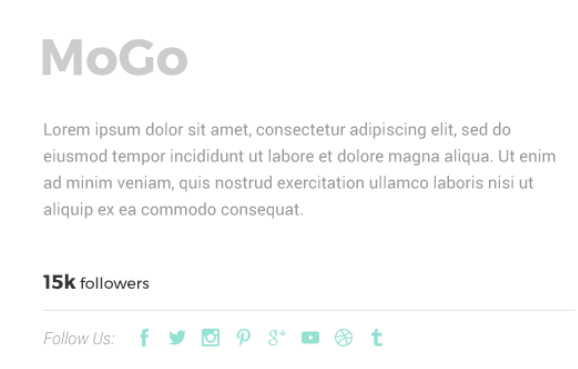 MoGo
Lorem ipsum dolor sit amet, consectetur adipiscing elit, sed do
eiusmod tempor incididunt ut labore et dolore magna aliqua. Ut enim
ad minim veniam, quis nostrud exercitation ullamco laboris nisi ut
aliquip ex ea commodo consequat.
15k followers
Follow Us: